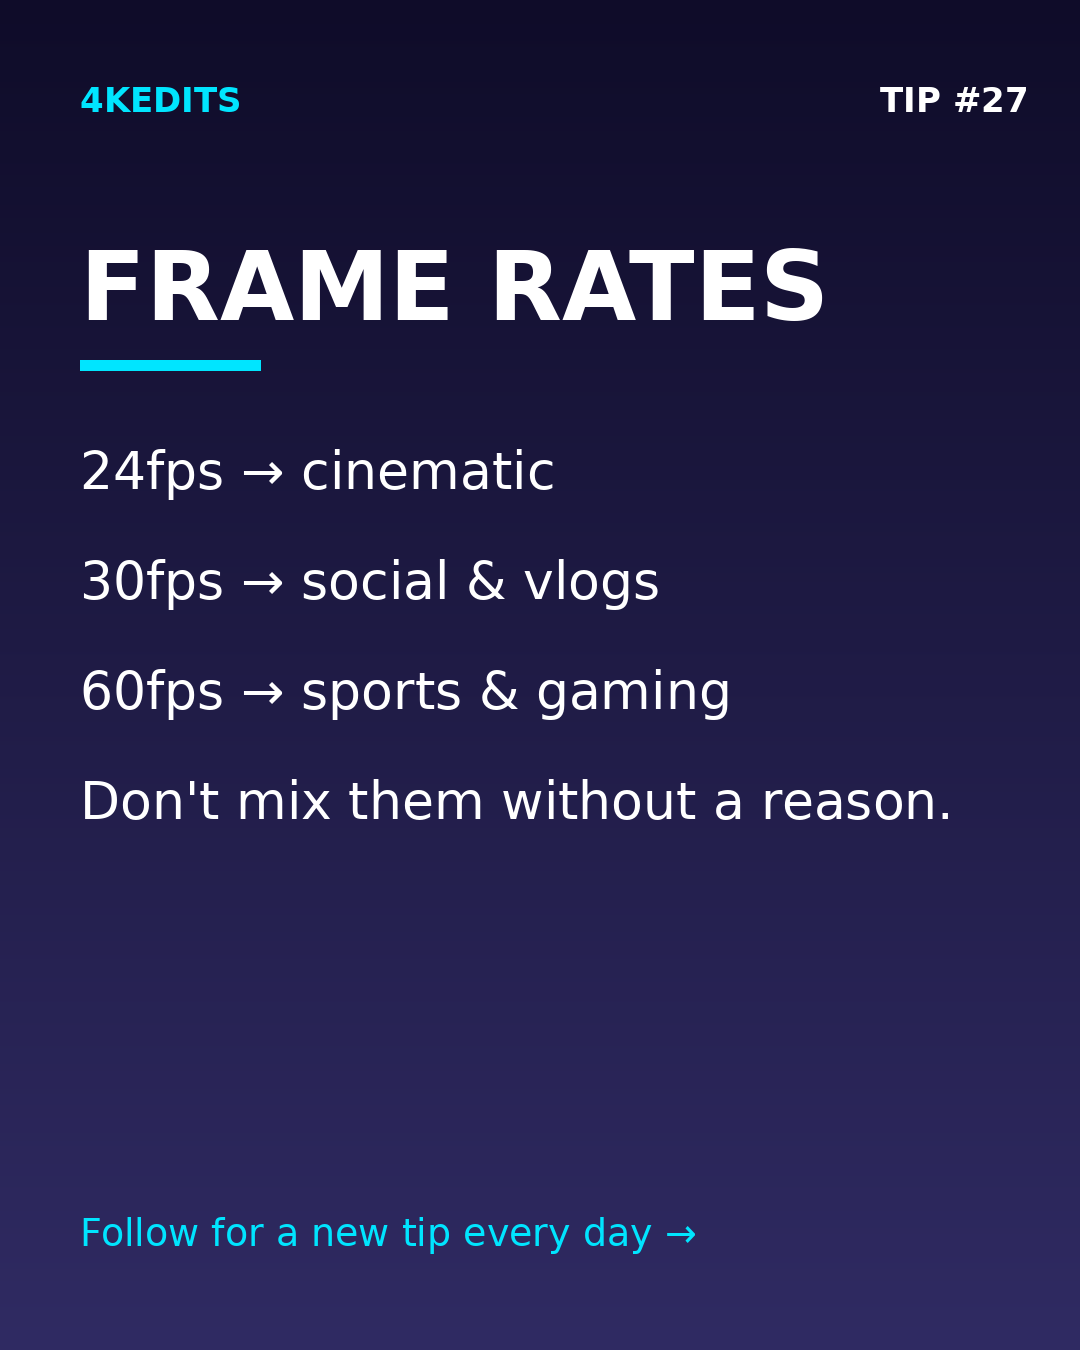 4KEDITS
TIP #27
FRAME RATES
24fps → cinematic
30fps → social & vlogs
60fps → sports & gaming
Don't mix them without a reason.
Follow for a new tip every day →